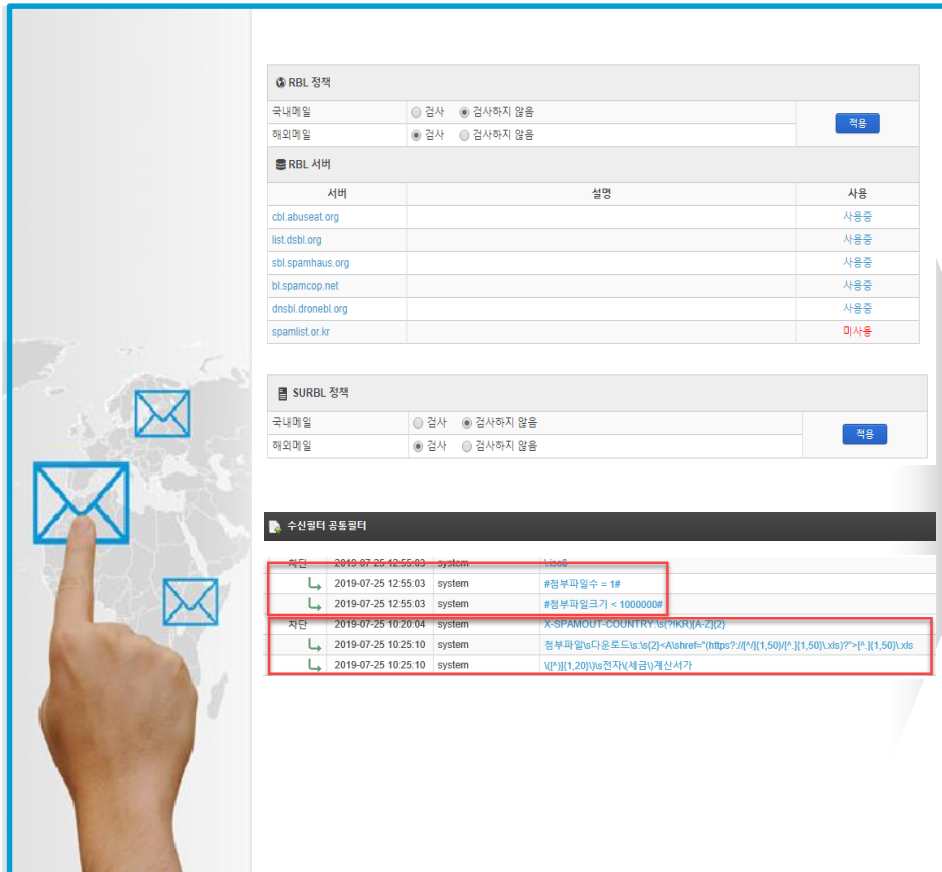 RBL 정책
국내메일 검사 검사하지 않음
적용
해외메일 검사 검사하지 않음
RBL 서버
서버 설명 사용
cbl.abuseat.org 사용중
list.dsbl.org 사용중
sbl.spamhaus.org 사용중
bl.spamcop.net 사용중
dnsbl.dronebl.org 사용중
spamlist.or.kr 미사용
SURBL 정책
국내메일 검사 검사하지 않음
적용
해외메일 검사 검사하지 않음
수신필터 공통필터
차단 2019-07-25 12:55:03 system \.iso$
2019-07-25 12:55:03 system #첨부파일수 = 1#
2019-07-25 12:55:03 system #첨부파일크기 < 1000000#
차단 2019-07-25 10:20:04 system X-SPAMOUT-COUNTRY:\s(?!KR)[A-Z]{2}
2019-07-25 10:25:10 system 첨부파일\s다운로드\s:\s{2}<A\shref="(https?://[^/]{1,50}/[^.]{1,50}\.xls)?">[^.]{1,50}\.xls
2019-07-25 10:25:10 system \([^)]{1,20}\)\s전자\(세금\)계산서가